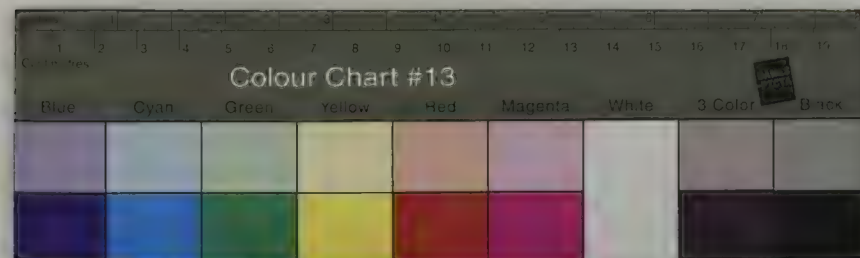 1 2 3 4 5 6 7 8 9 10 11 12 13 14 15 16 17 18 19
Centimetres
Colour Chart #13
Blue Cyan Green Yellow Red Magenta White 3 Color Black